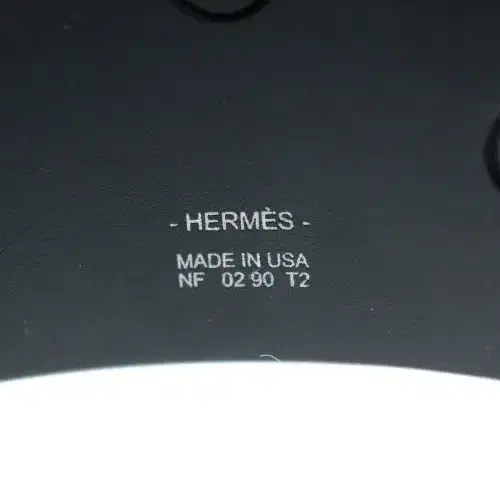 - HERMÈS -
MADE IN USA
NF 02 90 T2